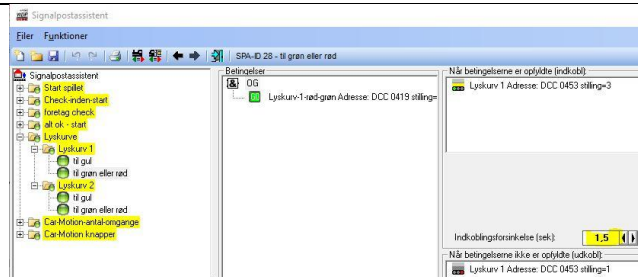 Signalpostassistent
Filer Funktioner
SPA-ID 28 - til grøn eller rød
Signalpostassistent
Start spillet
Check-inden-start
foretag check
alt ok - start
Lyskurve
Lyskurv 1
til gul
til grøn eller rød
Lyskurv 2
til gul
til grøn eller rød
Car-Motion-antal-omgange
Car-Motion knapper
Betingelser
OG
Lyskurv-1-rød-grøn Adresse: DCC 0419 stilling=
Når betingelserne er opfyldte (indkobl):
Lyskurv 1 Adresse: DCC 0453 stilling=3
Indkoblingsforsinkelse (sek): 1,5
Når betingelserne ikke er opfyldte (udkobl):
Lyskurv 1 Adresse: DCC 0453 stilling=1